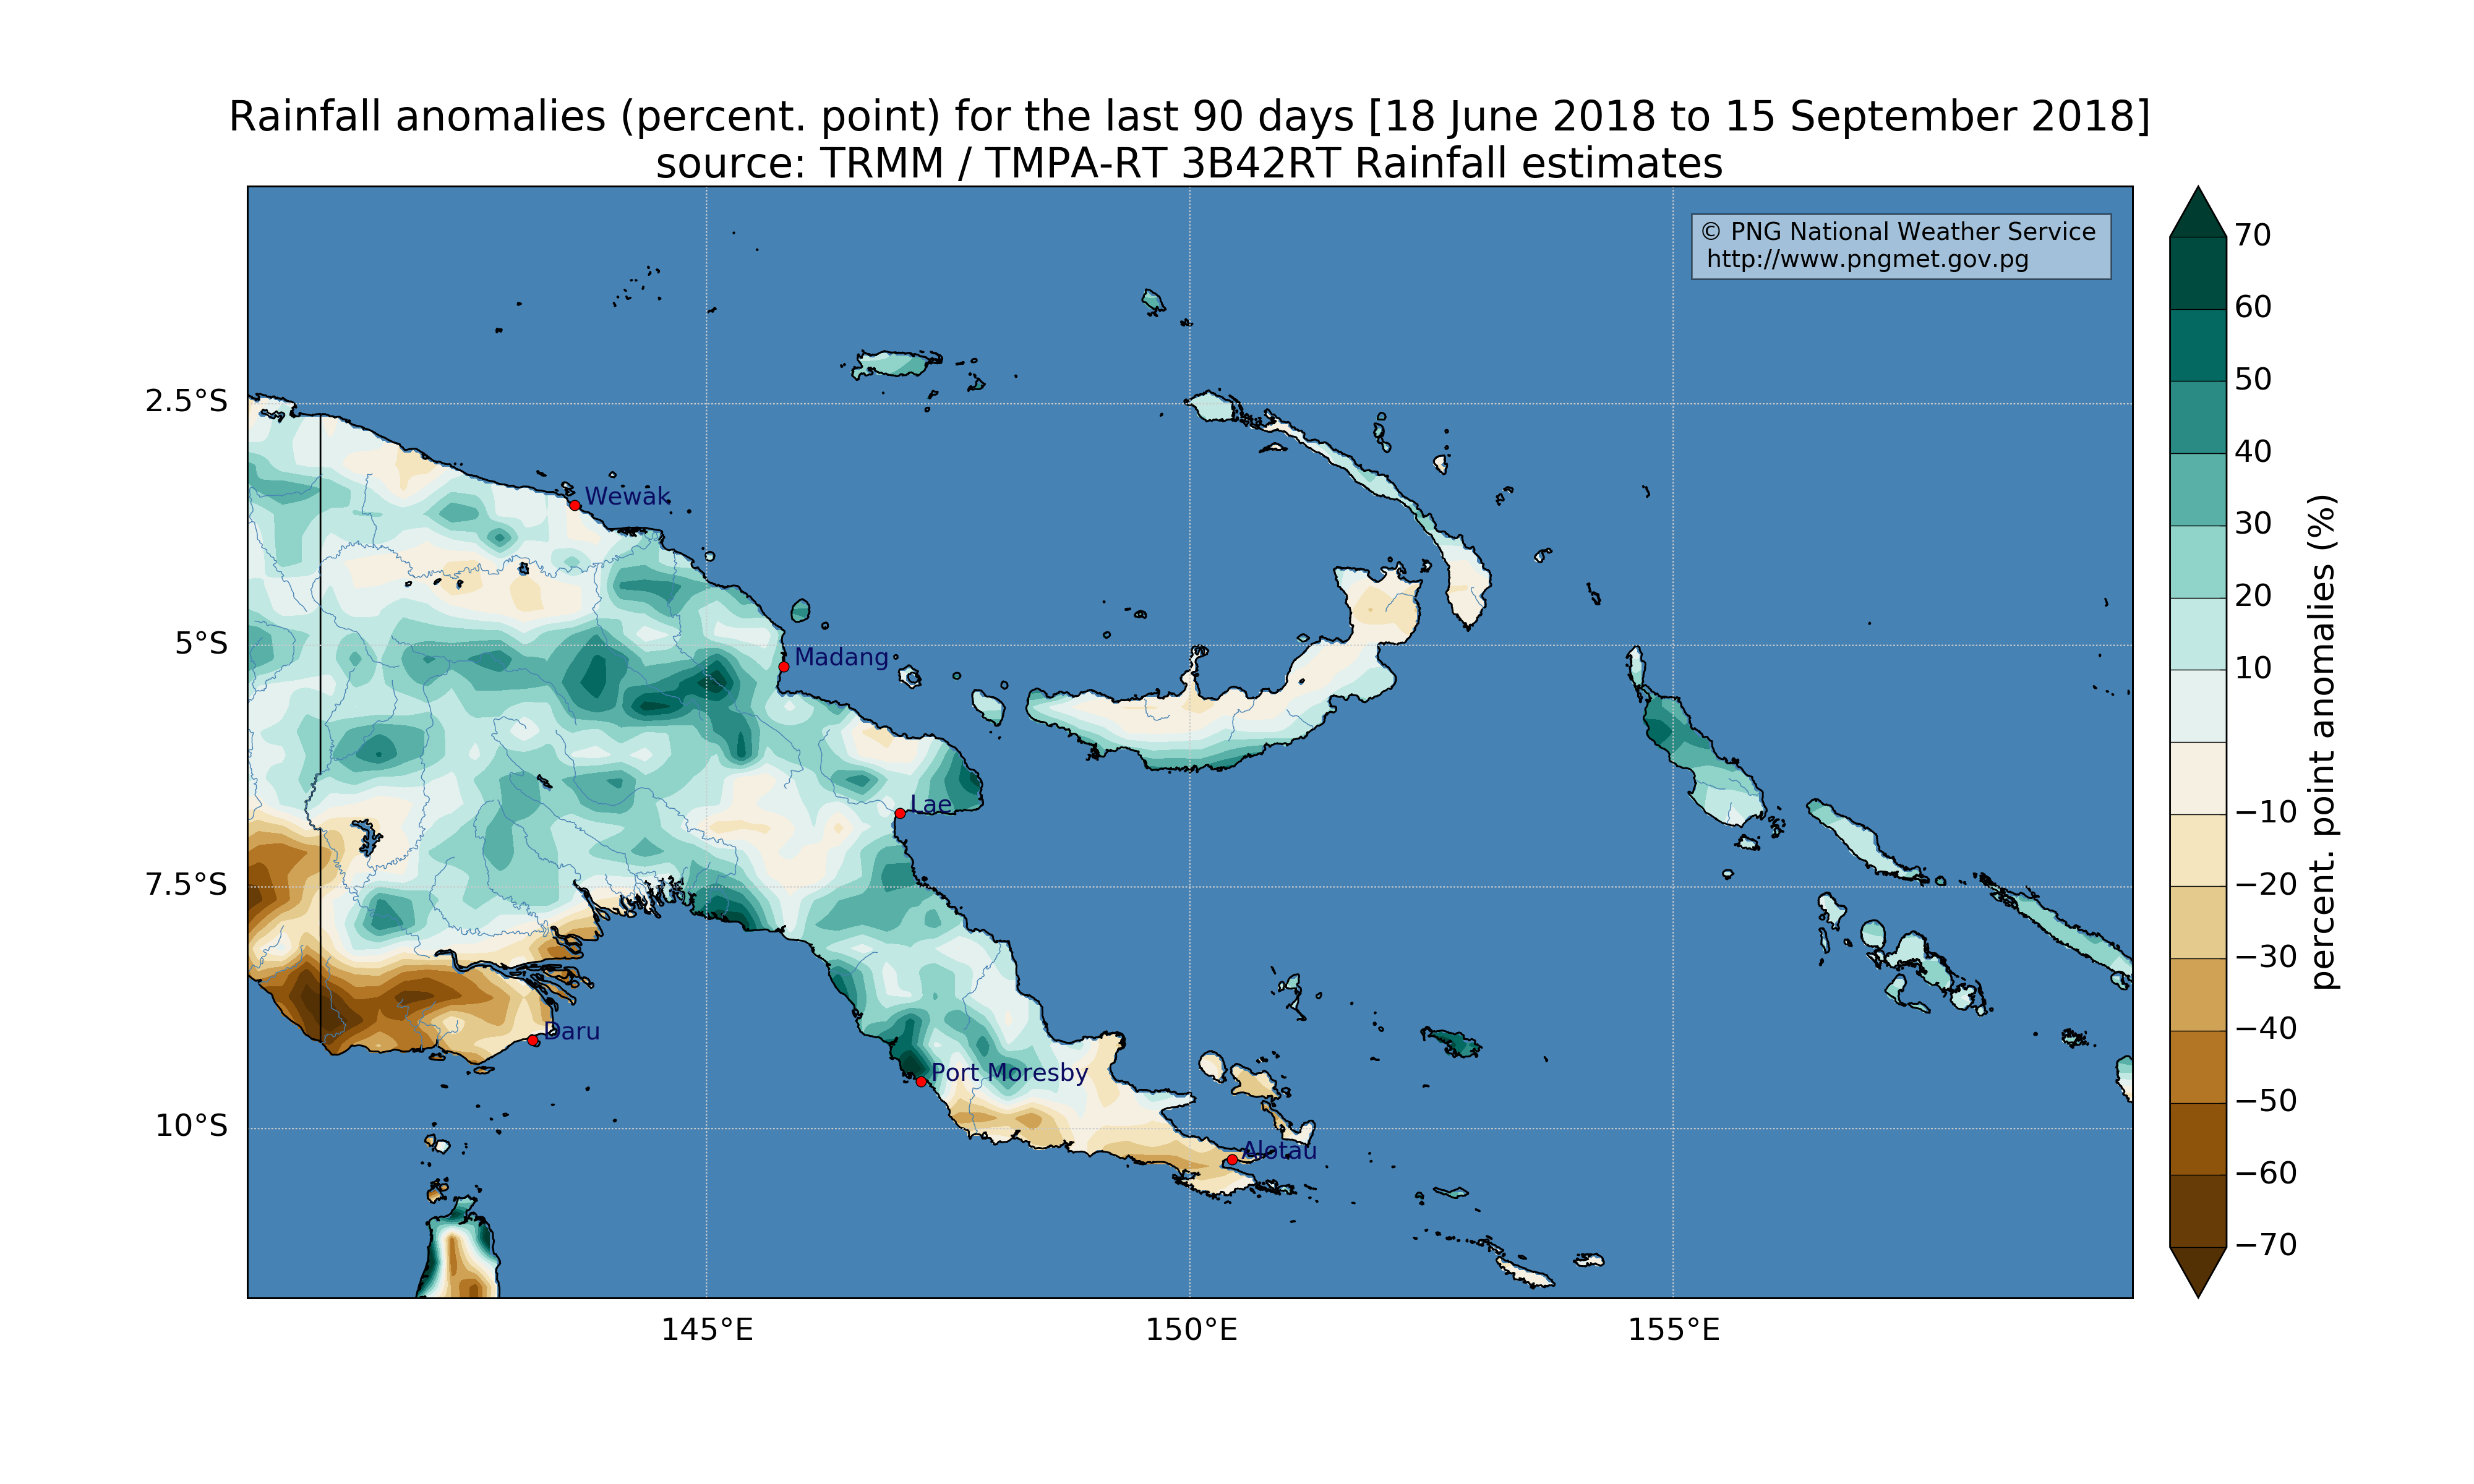 Rainfall anomalies (percent. point) for the last 90 days [18 June 2018 to 15 September 2018]
source: TRMM / TMPA-RT 3B42RT Rainfall estimates
© PNG National Weather Service
http://www.pngmet.gov.pg
70
60
50
40
30
20
10
−10
−20
−30
−40
−50
−60
−70
percent. point anomalies (%)
2.5°S
5°S
7.5°S
10°S
Wewak
Madang
Lae
Daru
Port Moresby
Alotau
145°E
150°E
155°E